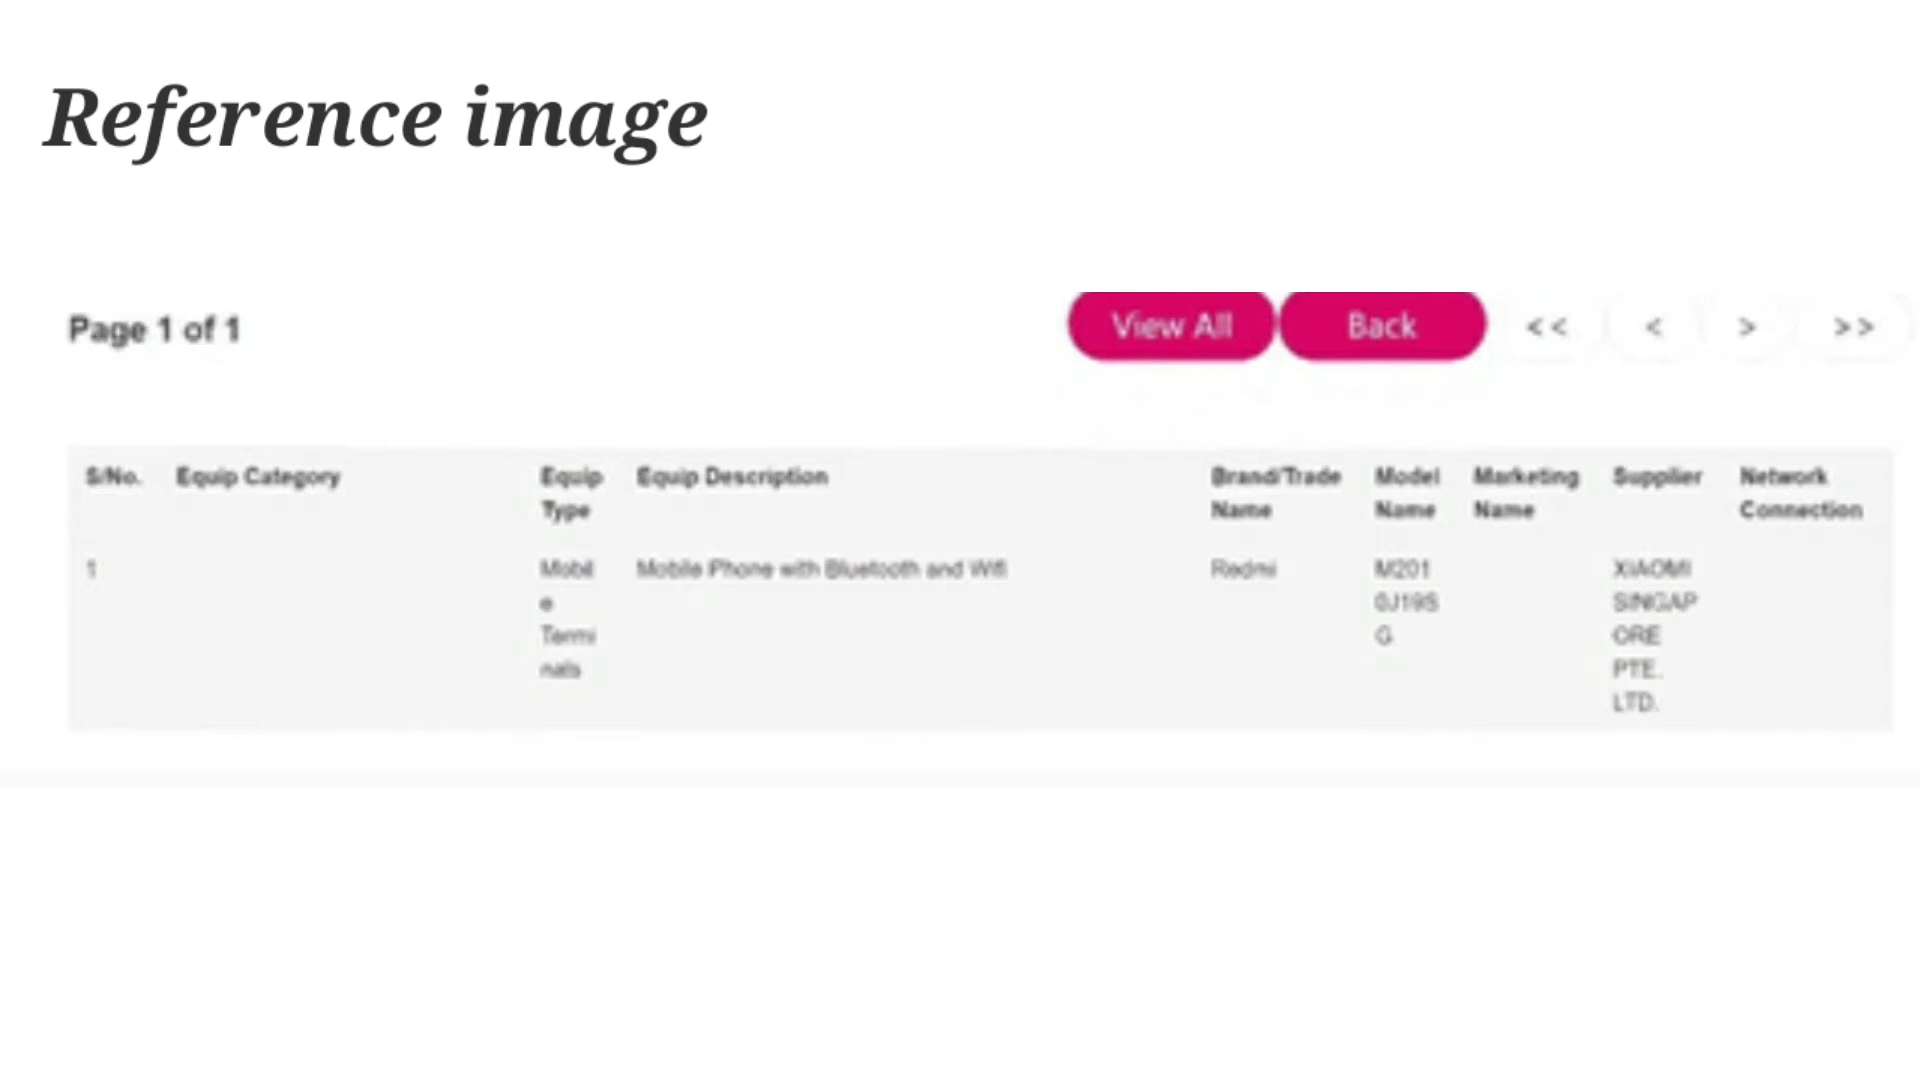 Reference image
Page 1 of 1 View All Back << < > >>
S/No. Equip Category Equip Equip Description Brand/Trade Model Marketing Supplier Network
Type Name Name Name Connection
1 Mobil Mobile Phone with Bluetooth and Wifi Redmi M201 XIAOMI
e 0J19S SINGAP
Termi G ORE
nals PTE.
LTD.